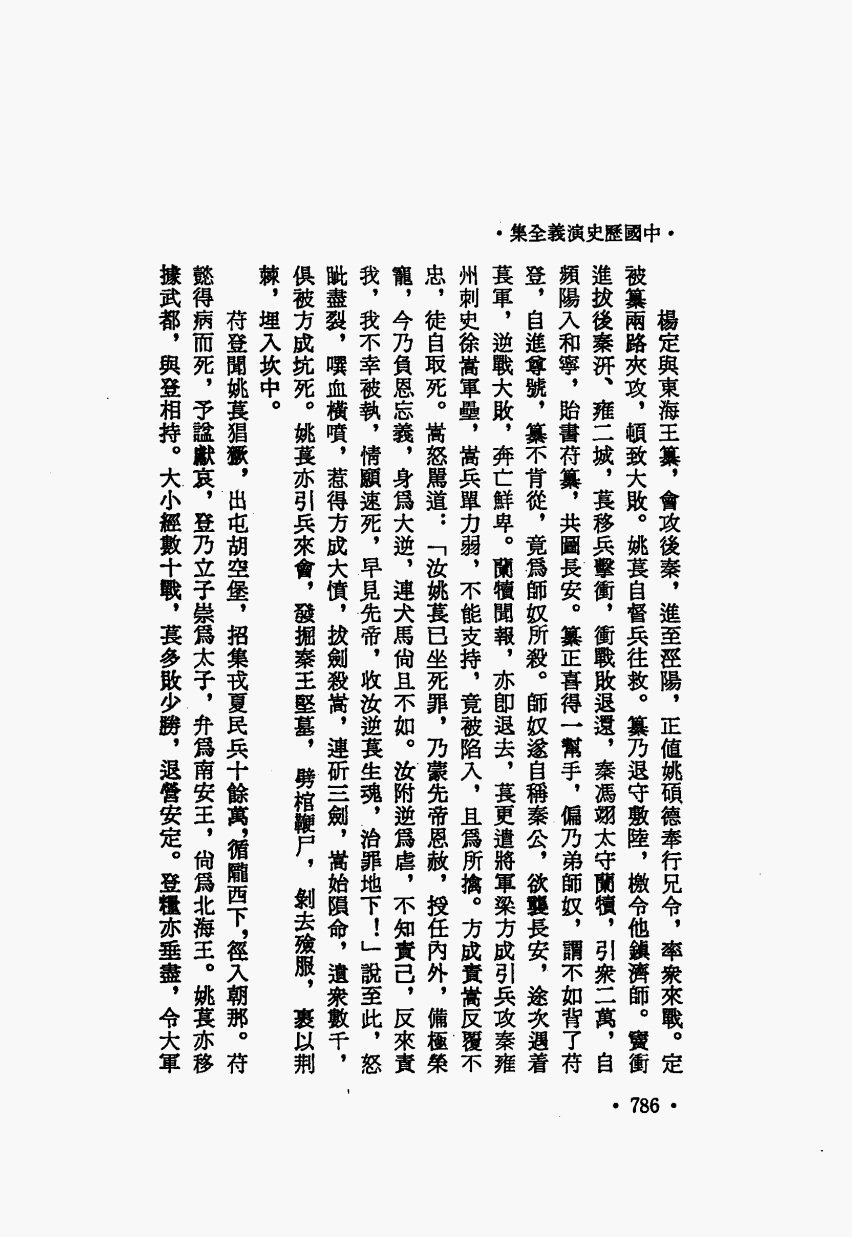 ·中國歷史演義全集·
楊定與東海王纂，會攻後秦，進至涇陽，正値姚碩德奉行兄令，率衆來戰。定
被纂兩路夾攻，頓致大敗。姚萇自督兵往救。纂乃退守敷陸，檄令他鎮濟師。竇衝
進拔後秦汧、雍二城，萇移兵擊衝，衝戰敗退還，秦馮翊太守蘭犢，引衆二萬，自
頻陽入和寧，貽書苻纂，共圖長安。纂正喜得一幫手，偏乃弟師奴，謂不如背了苻
登，自進尊號，纂不肯從，竟爲師奴所殺。師奴遂自稱秦公，欲襲長安，途次遇着
萇軍，逆戰大敗，奔亡鮮卑。蘭犢聞報，亦卽退去，萇更遣將軍梁方成引兵攻秦雍
州刺史徐嵩軍壘，嵩兵單力弱，不能支持，竟被陷入，且爲所擒。方成責嵩反覆不
忠，徒自取死。嵩怒駡道：「汝姚萇已坐死罪，乃蒙先帝恩赦，授任內外，備極榮
寵，今乃負恩忘義，身爲大逆，連犬馬尙且不如。汝附逆爲虐，不知責己，反來責
我，我不幸被執，情願速死，早見先帝，收汝逆萇生魂，治罪地下！」說至此，怒
眦盡裂，噀血橫噴，惹得方成大憤，拔劍殺嵩，連斫三劍，嵩始隕命，遺衆數千，
俱被方成坑死。姚萇亦引兵來會，發掘秦王堅墓，劈棺鞭尸，剝去殮服，裹以荆
棘，埋入坎中。
苻登聞姚萇猖獗，出屯胡空堡，招集戎夏民兵十餘萬，循隴西下，徑入朝那。苻
懿得病而死，予諡獻哀，登乃立子崇爲太子，弁爲南安王，尙爲北海王。姚萇亦移
據武都，與登相持。大小經數十戰，萇多敗少勝，退營安定。登糧亦垂盡，令大軍
·786·